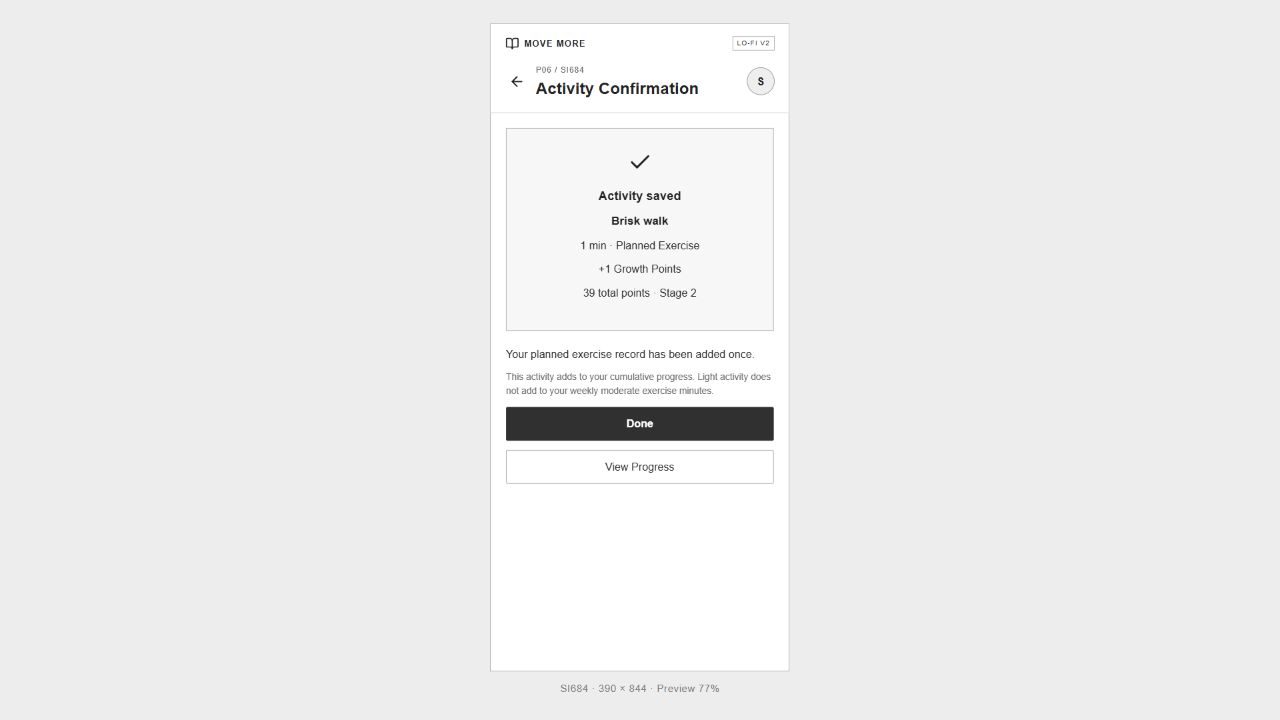 MOVE MORE
LO-FI V2
P06 / SI684
Activity Confirmation
S
Activity saved
Brisk walk
1 min · Planned Exercise
+1 Growth Points
39 total points · Stage 2
Your planned exercise record has been added once.
This activity adds to your cumulative progress. Light activity does
not add to your weekly moderate exercise minutes.
Done
View Progress
SI684 · 390 × 844 · Preview 77%